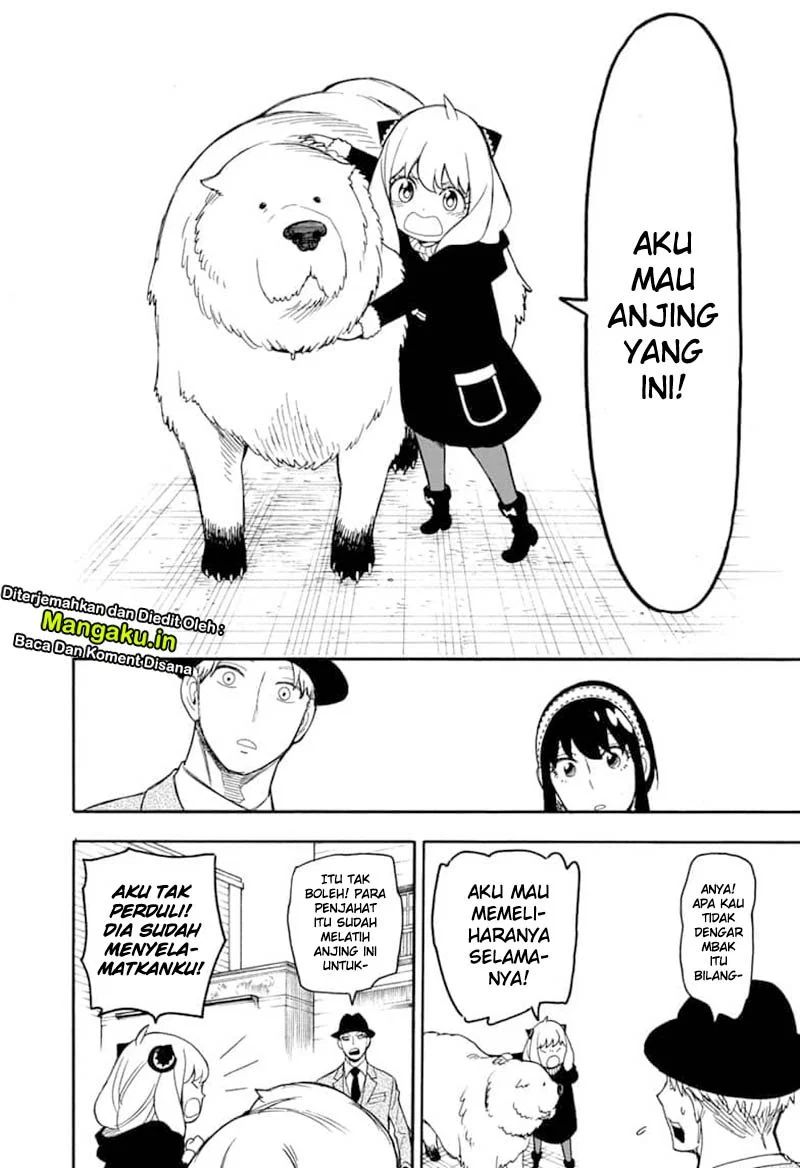 AKU
MAU
ANJING
YANG
INI!
Diterjemahkan dan Diedit Oleh :
Mangaku.in
Baca Dan Koment Disana
ANYA!
APA KAU
TIDAK
DENGAR
MBAK
ITU
BILANG-
AKU MAU
MEMELI-
HARANYA
SELAMA-
NYA!
ITU TAK
BOLEH! PARA
PENJAHAT
ITU SUDAH
MELATIH
ANJING INI
UNTUK-
AKU TAK
PERDULI!
DIA SUDAH
MENYELA-
MATKANKU!